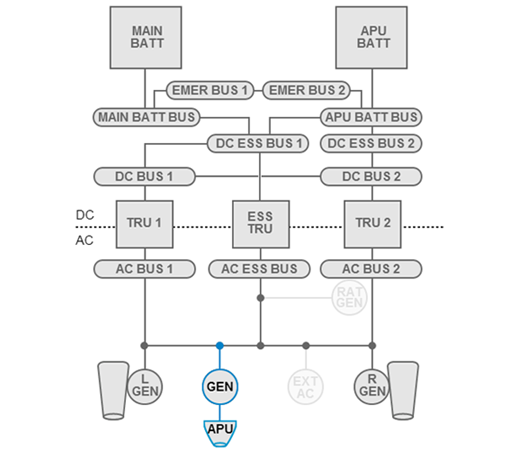 MAIN
BATT
APU
BATT
EMER BUS 1
EMER BUS 2
MAIN BATT BUS
APU BATT BUS
DC ESS BUS 1
DC ESS BUS 2
DC BUS 1
DC BUS 2
DC
AC
TRU 1
ESS
TRU
TRU 2
AC BUS 1
AC ESS BUS
AC BUS 2
RAT
GEN
L
GEN
GEN
EXT
AC
R
GEN
APU